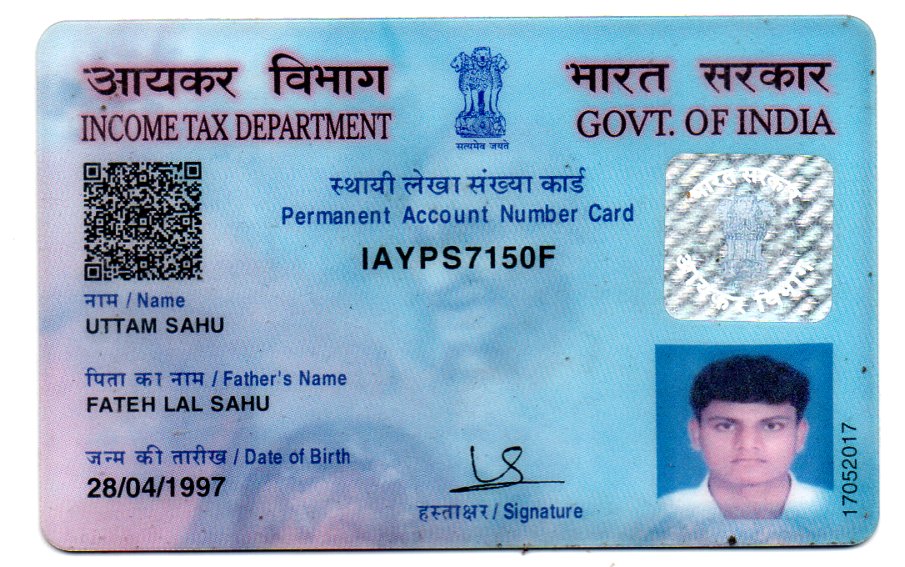 आयकर विभाग
INCOME TAX DEPARTMENT
सत्यमेव जयते
भारत सरकार
GOVT. OF INDIA
स्थायी लेखा संख्या कार्ड
Permanent Account Number Card
IAYPS7150F
भारत सरकार
आयकर विभाग
नाम / Name
UTTAM SAHU
पिता का नाम / Father's Name
FATEH LAL SAHU
जन्म की तारीख / Date of Birth
28/04/1997
हस्ताक्षर / Signature
17052017